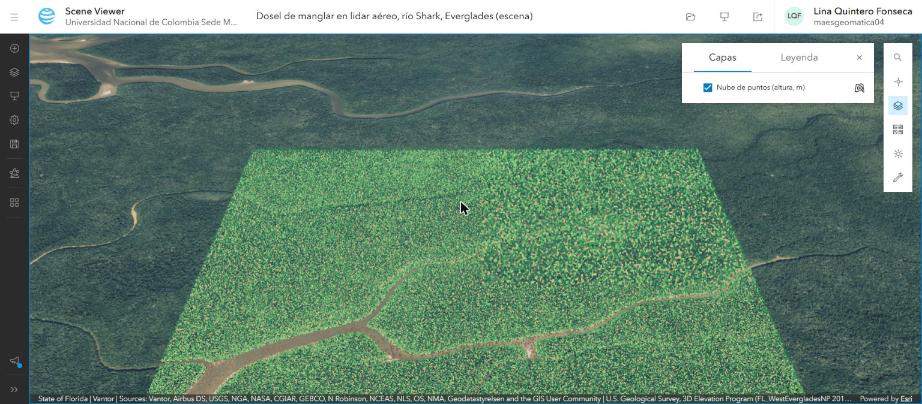 Scene Viewer
Universidad Nacional de Colombia Sede M...
Dosel de manglar en lidar aéreo, río Shark, Everglades (escena)
LQF
Lina Quintero Fonseca
maesgeomatica04
Capas
Leyenda
Nube de puntos (altura, m)
State of Florida | Vantor | Sources: Vantor, Airbus DS, USGS, NGA, NASA, CGIAR, GEBCO, N Robinson, NCEAS, NLS, OS, NMA, Geodatastyrelsen and the GIS User Community | U.S. Geological Survey, 3D Elevation Program (FL_WestEvergladesNP 201...
Powered by Esri